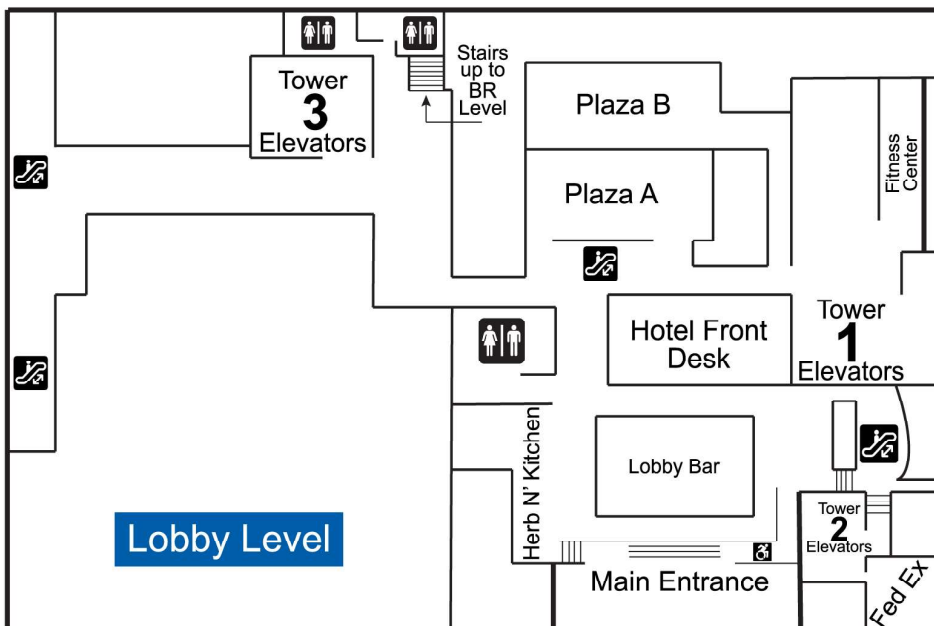 Tower
3
Elevators
Stairs
up to
BR
Level
Plaza B
Plaza A
Fitness
Center
Hotel Front
Desk
Tower
1
Elevators
Herb N' Kitchen
Lobby Bar
Lobby Level
Tower
2
Elevators
Main Entrance
Fed Ex